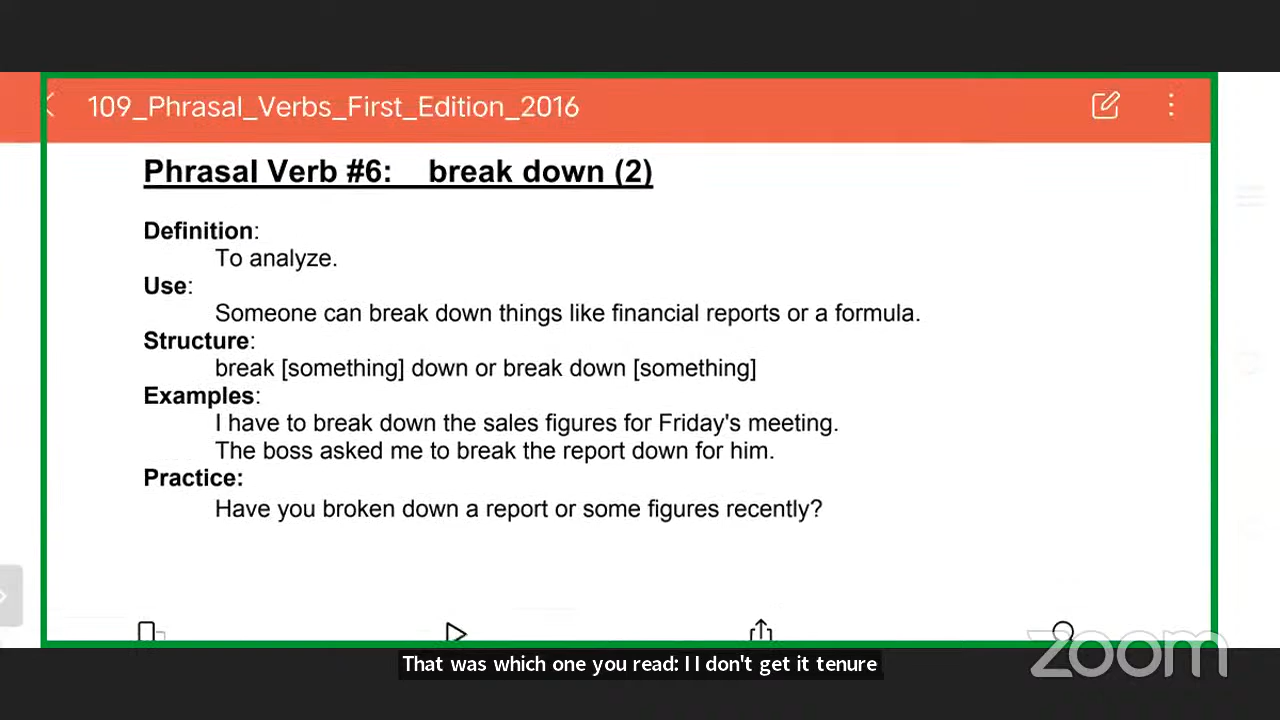 109_Phrasal_Verbs_First_Edition_2016
Phrasal Verb #6: break down (2)
Definition:
To analyze.
Use:
Someone can break down things like financial reports or a formula.
Structure:
break [something] down or break down [something]
Examples:
I have to break down the sales figures for Friday's meeting.
The boss asked me to break the report down for him.
Practice:
Have you broken down a report or some figures recently?
zoom
That was which one you read: I I don't get it tenure